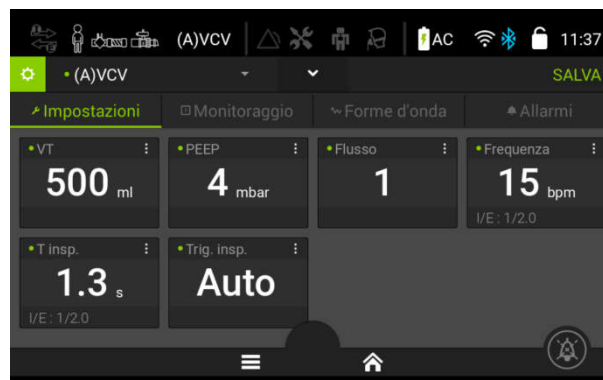 (A)VCV AC 11:37
• (A)VCV SALVA
Impostazioni Monitoraggio Forme d'onda Allarmi
• VT • PEEP • Flusso • Frequenza
500 ml 4 mbar 1 15 bpm
I/E : 1/2.0
• T insp. • Trig. insp.
1.3 s Auto
I/E : 1/2.0